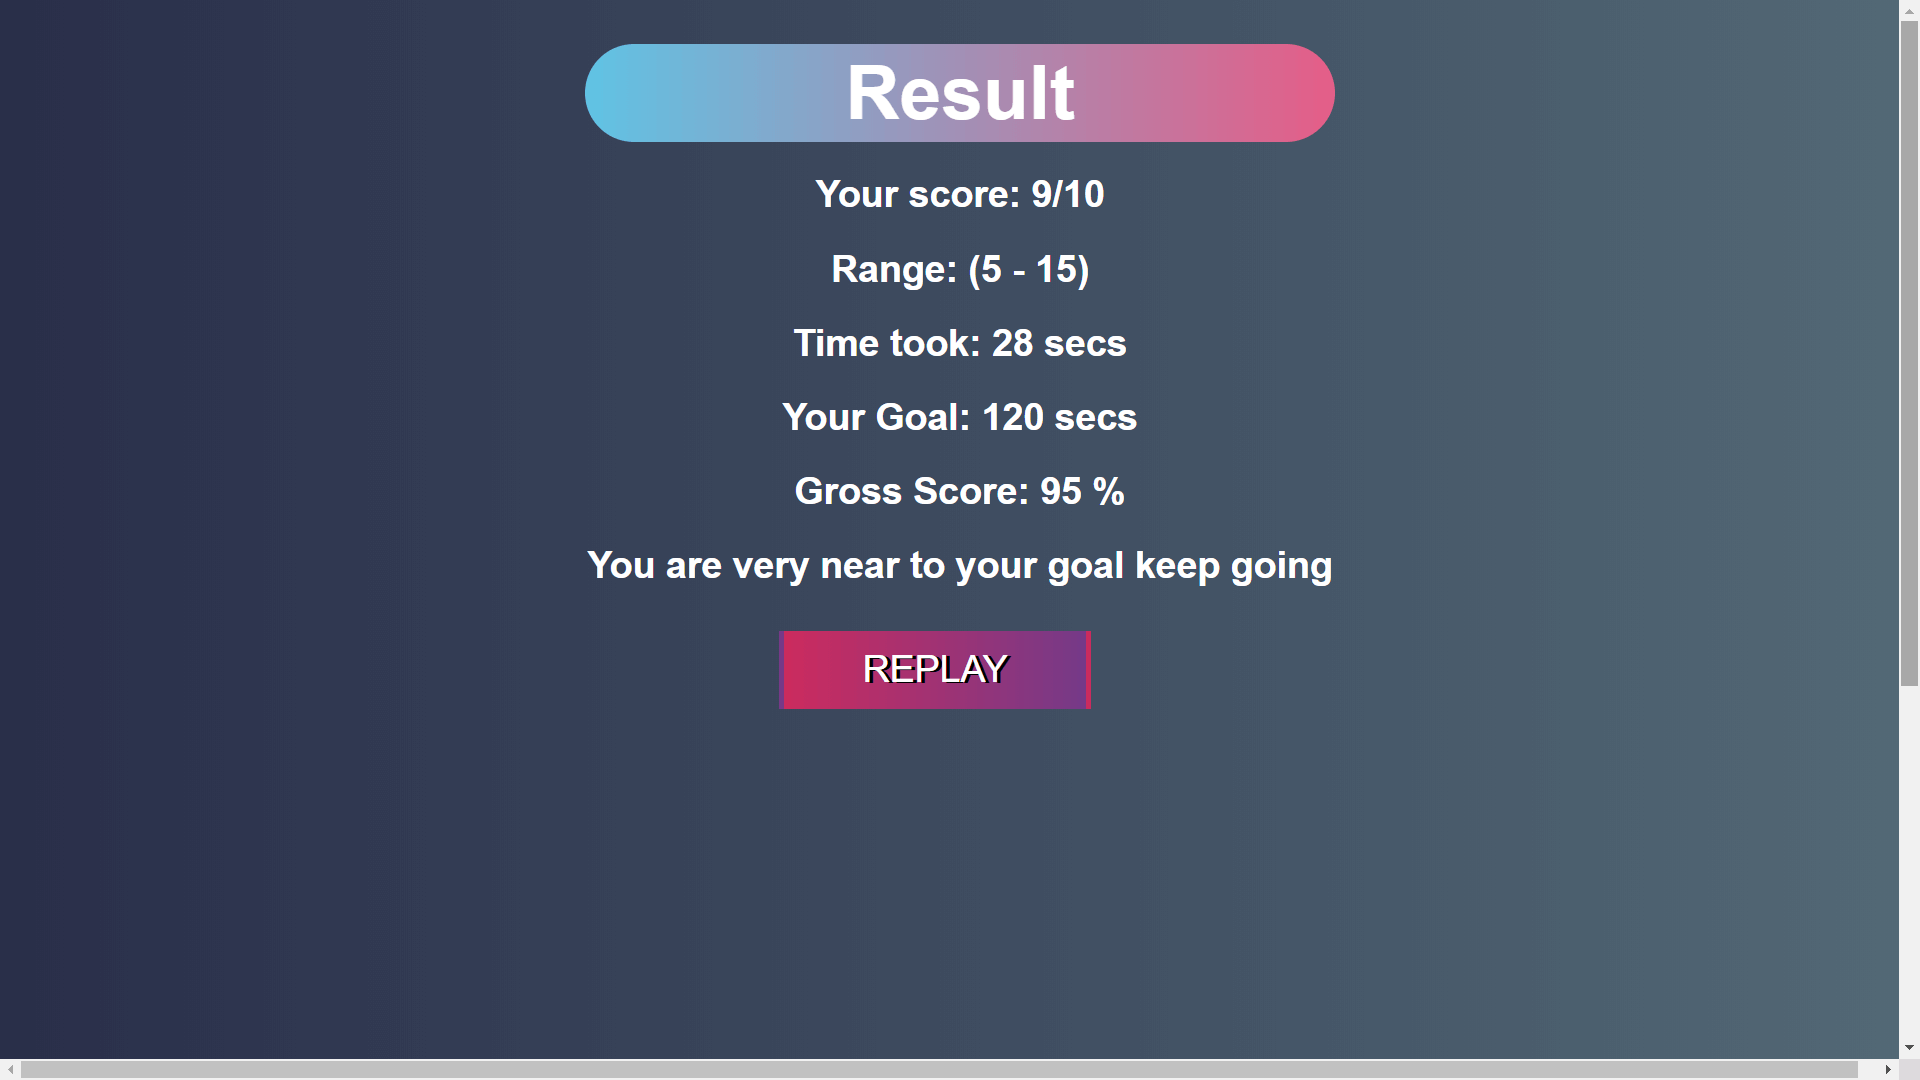 Result
Your score: 9/10
Range: (5 - 15)
Time took: 28 secs
Your Goal: 120 secs
Gross Score: 95 %
You are very near to your goal keep going
REPLAY